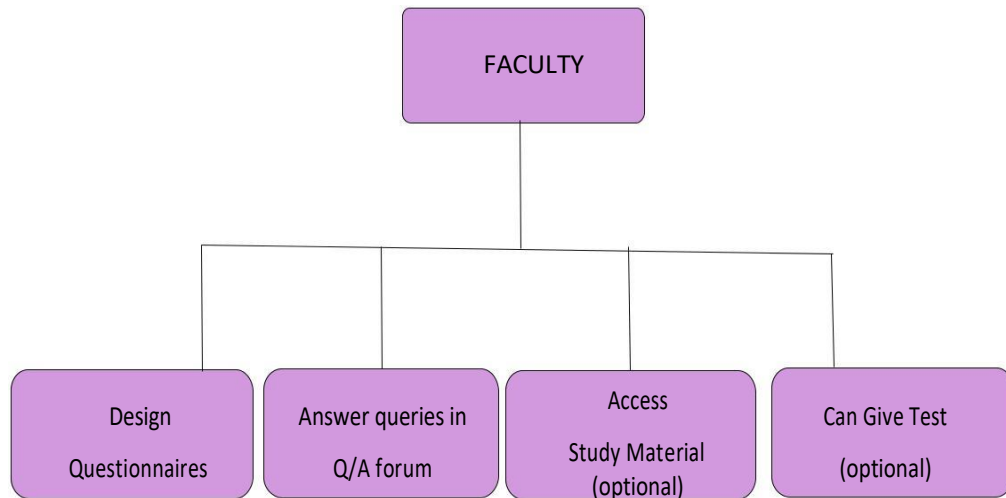 FACULTY
Design
Questionnaires
Answer queries in
Q/A forum
Access
Study Material
(optional)
Can Give Test
(optional)